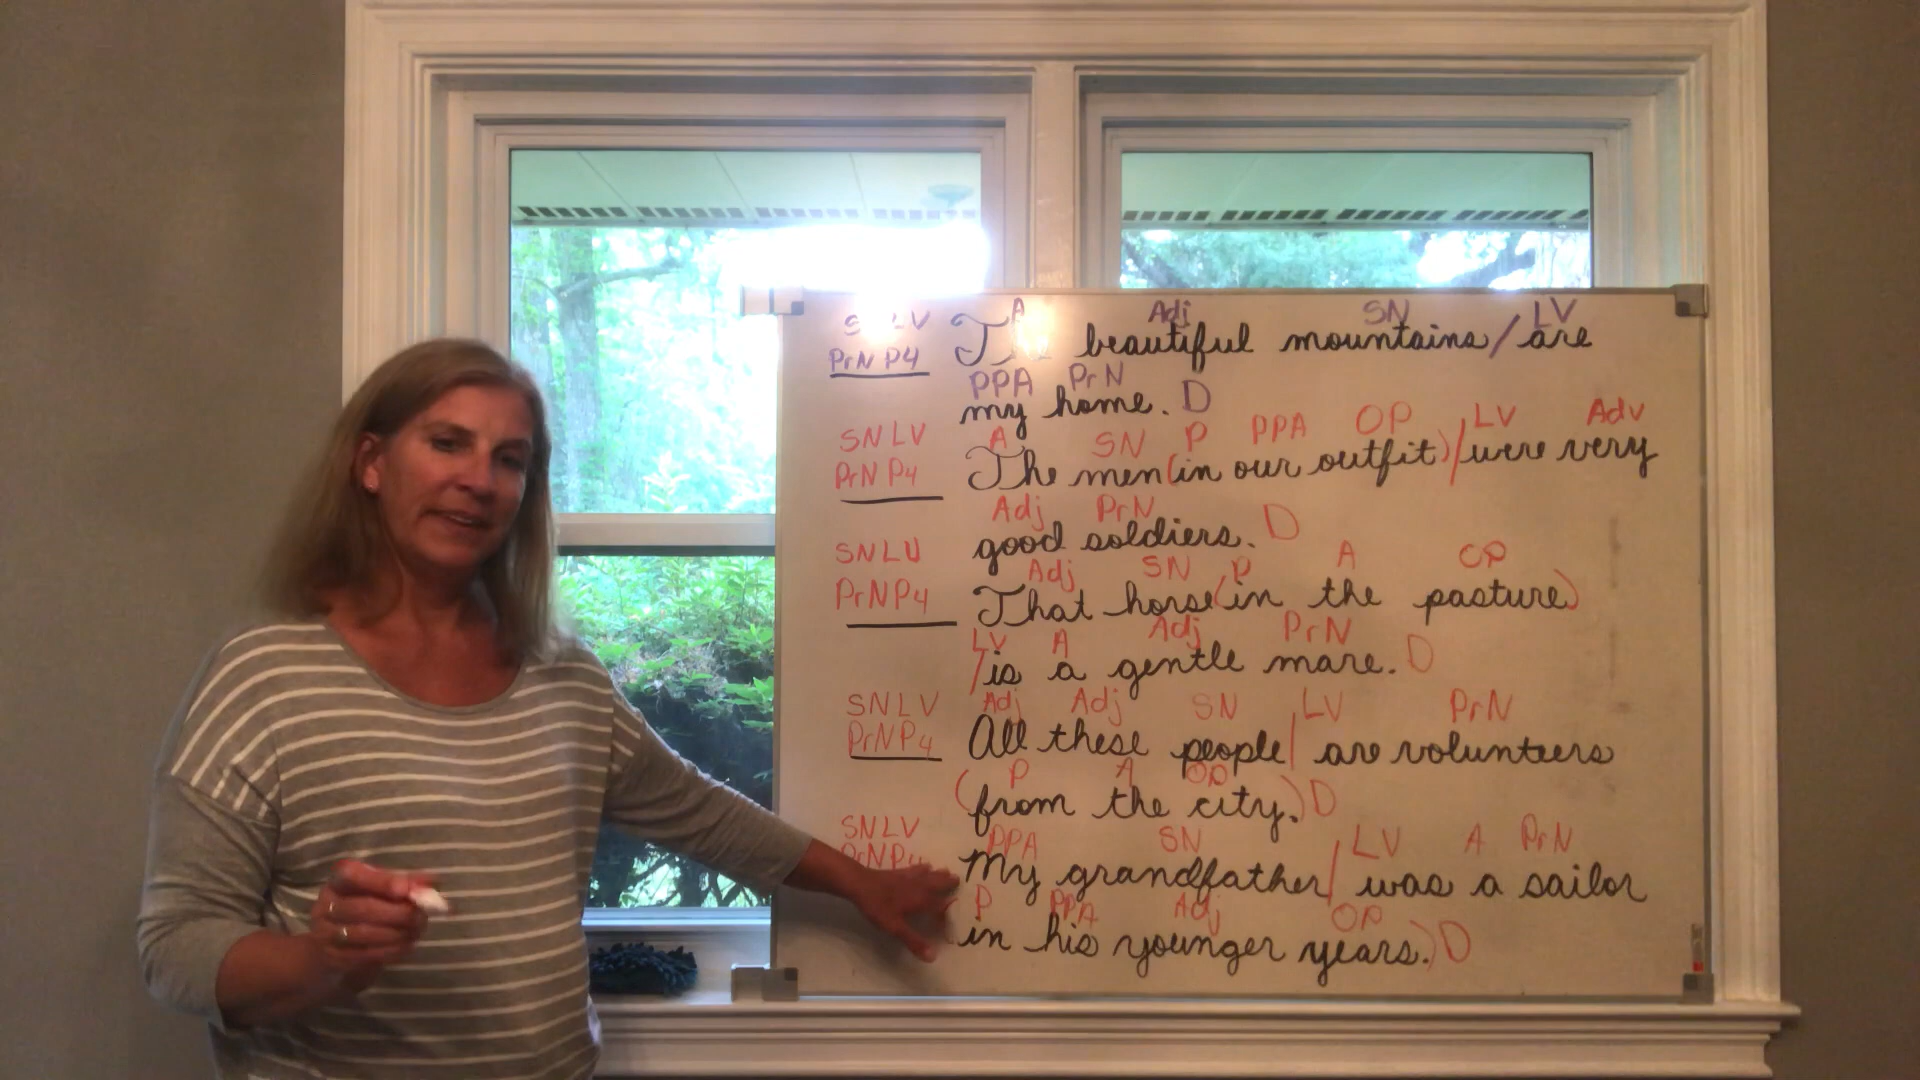 SN LV A Adj SN LV
PrN P4 The beautiful mountains / are
PPA PrN
my home. D
SN LV A SN P PPA OP LV Adv
PrN P4 The men (in our outfit) / were very
Adj PrN
good soldiers. D
SN LV Adj SN P A OP
PrN P4 That horse (in the pasture)
LV A Adj PrN
/ is a gentle mare. D
SN LV Adj Adj SN LV PrN
PrN P4 All these people / are volunteers
P A OP
(from the city.) D
SN LV PPA SN LV A PrN
PrN P4 My grandfather / was a sailor
P PPA Adj OP
in his younger years.) D